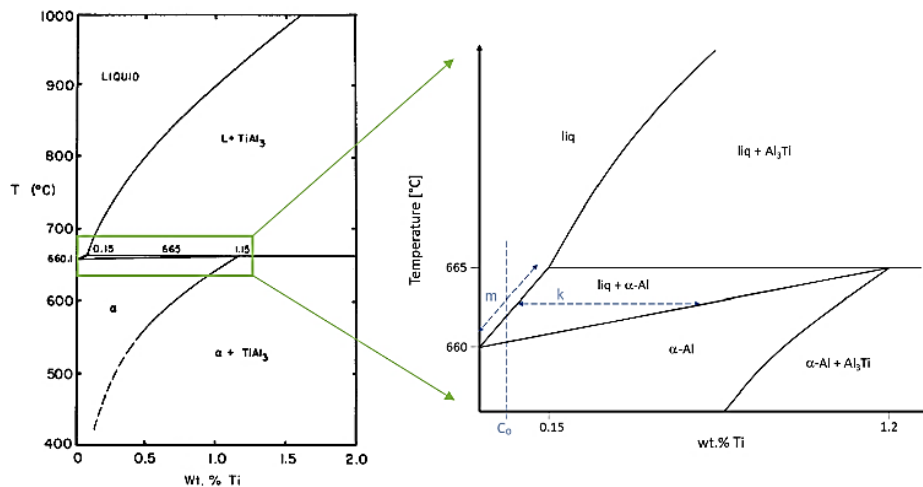 1000
900
800
700
660.1
600
500
400
T (°C)
LIQUID
L+ TiAl₃
0.15 665 1.15
α
α + TiAl₃
0 0.5 1.0 1.5 2.0
Wt. % Ti
Temperature [°C]
liq
liq + Al₃Ti
665
liq + α-Al
m
k
660
α-Al
α-Al + Al₃Ti
C₀
0.15
wt.% Ti
1.2